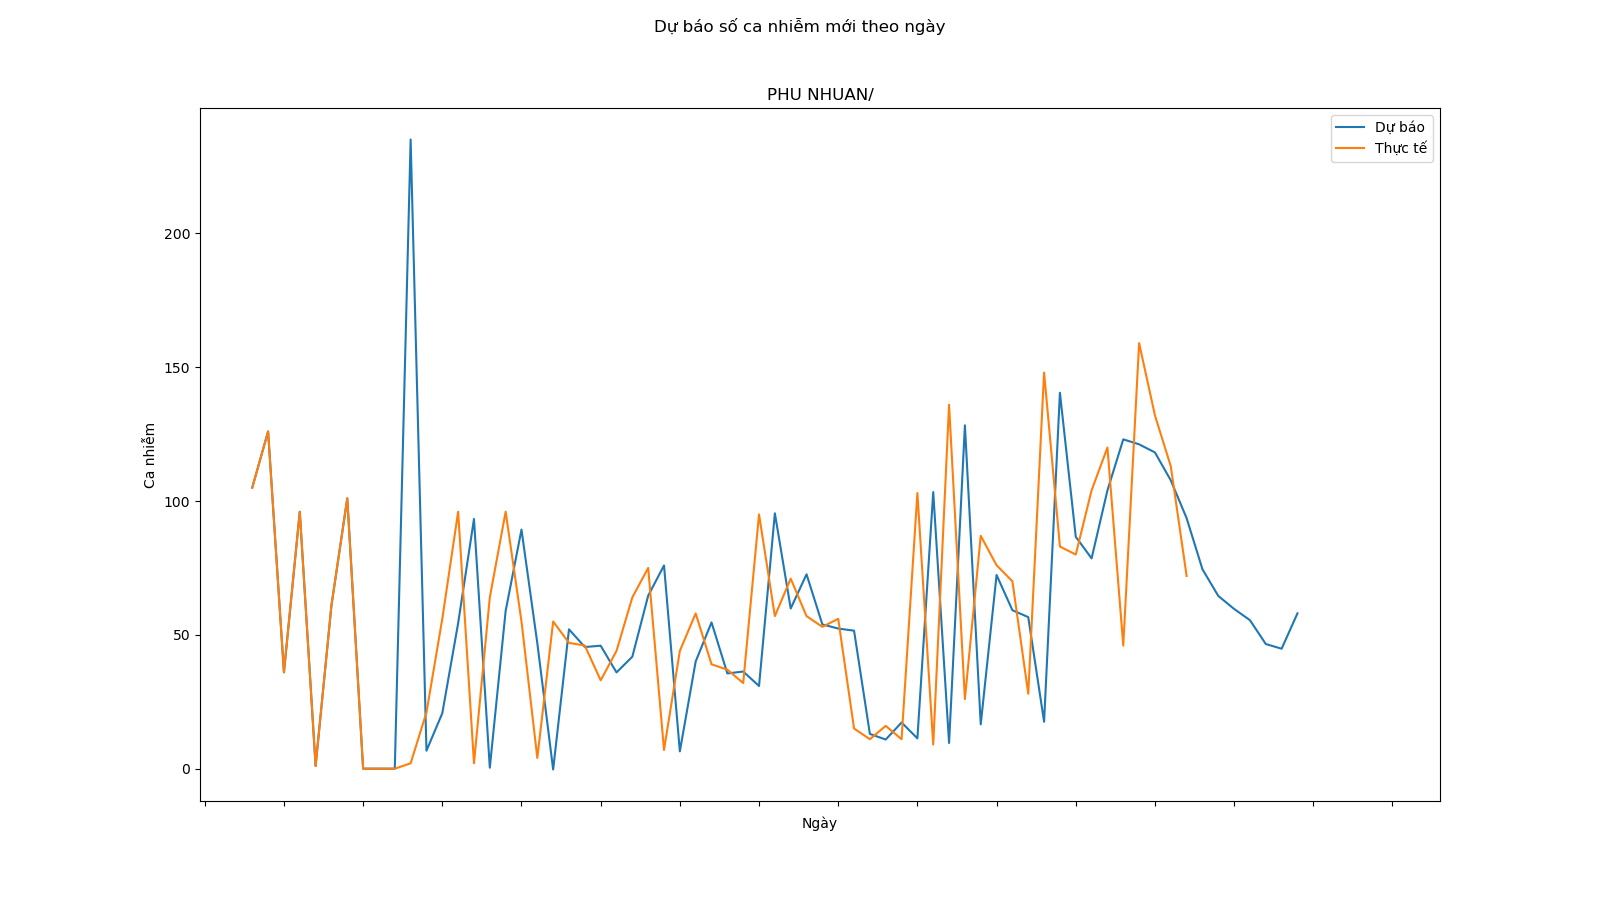 Dự báo số ca nhiễm mới theo ngày
PHU NHUAN/
Dự báo
Thực tế
200
150
100
50
0
Ca nhiễm
Ngày